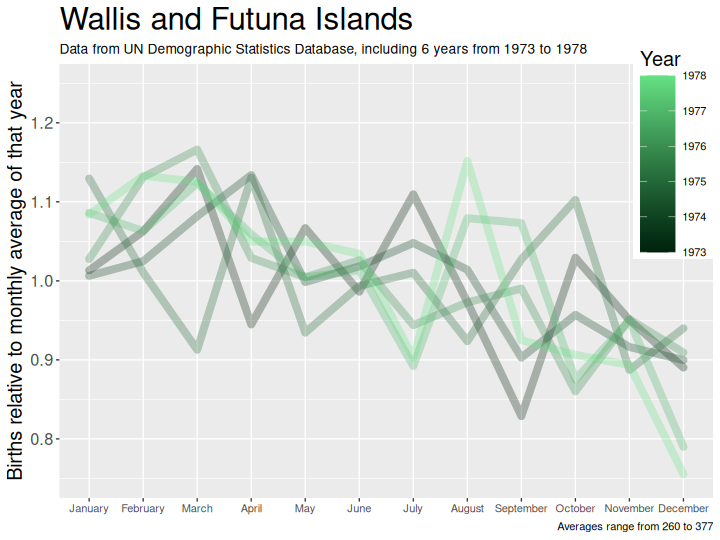 Wallis and Futuna Islands
Data from UN Demographic Statistics Database, including 6 years from 1973 to 1978
Births relative to monthly average of that year
1.2
1.1
1.0
0.9
0.8
January February March April May June July August September October November December
Year
1978
1977
1976
1975
1974
1973
Averages range from 260 to 377